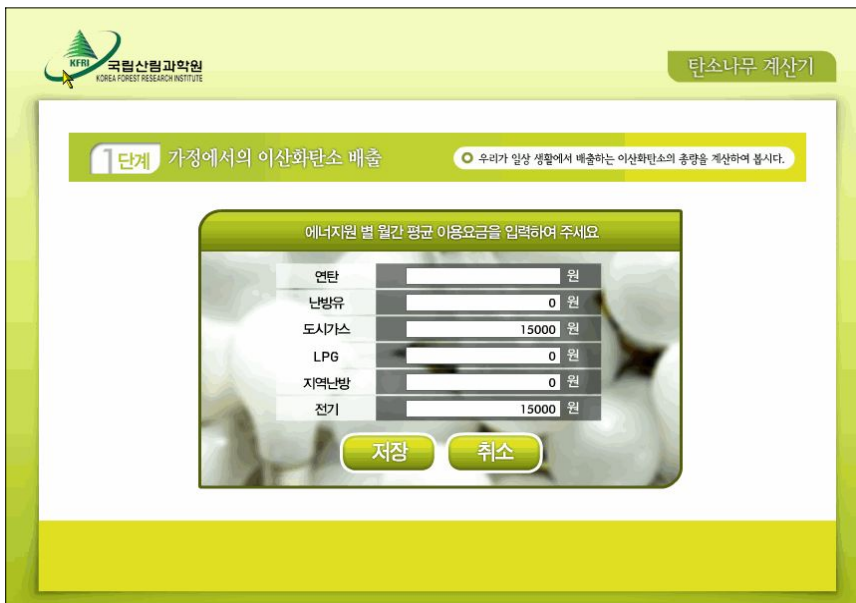 KFRI
국립산림과학원
KOREA FOREST RESEARCH INSTITUTE
탄소나무 계산기
1단계 가정에서의 이산화탄소 배출
우리가 일상 생활에서 배출하는 이산화탄소의 총량을 계산하여 봅시다.
에너지원 별 월간 평균 이용요금을 입력하여 주세요
연탄 원
난방유 0 원
도시가스 15000 원
LPG 0 원
지역난방 0 원
전기 15000 원
저장 취소